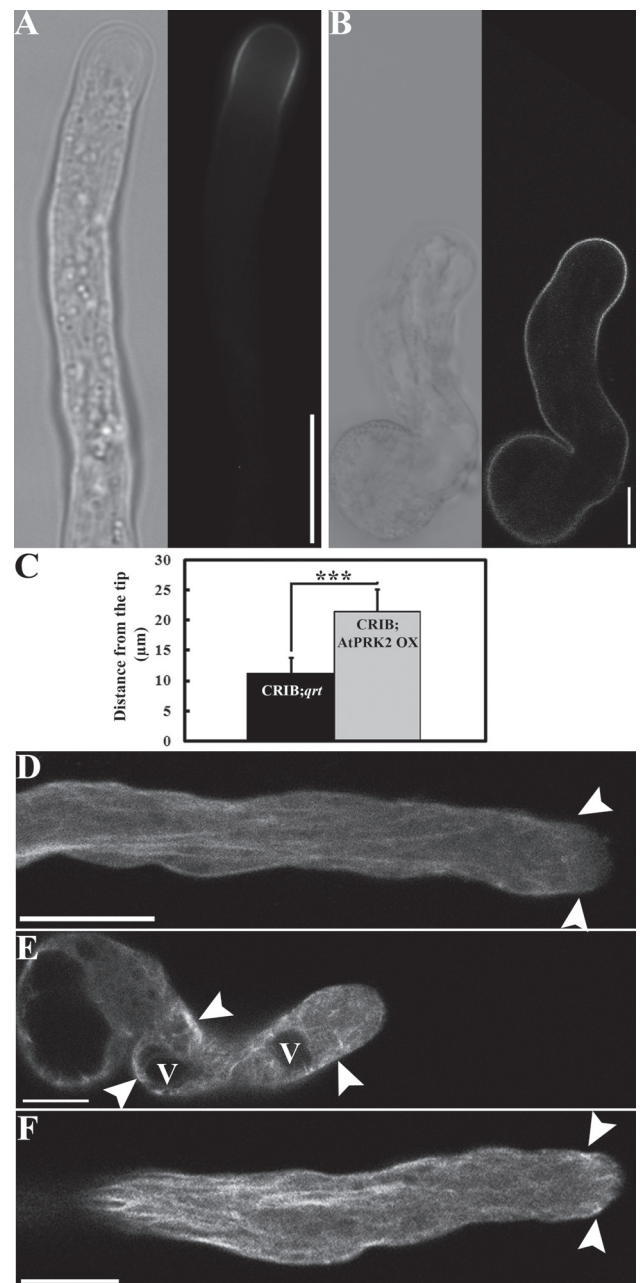 A
B
C
30
25
20
15
10
5
0
Distance from the tip
(µm)
***
CRIB;qrt
CRIB;
AtPRK2 OX
D
E
V
V
F